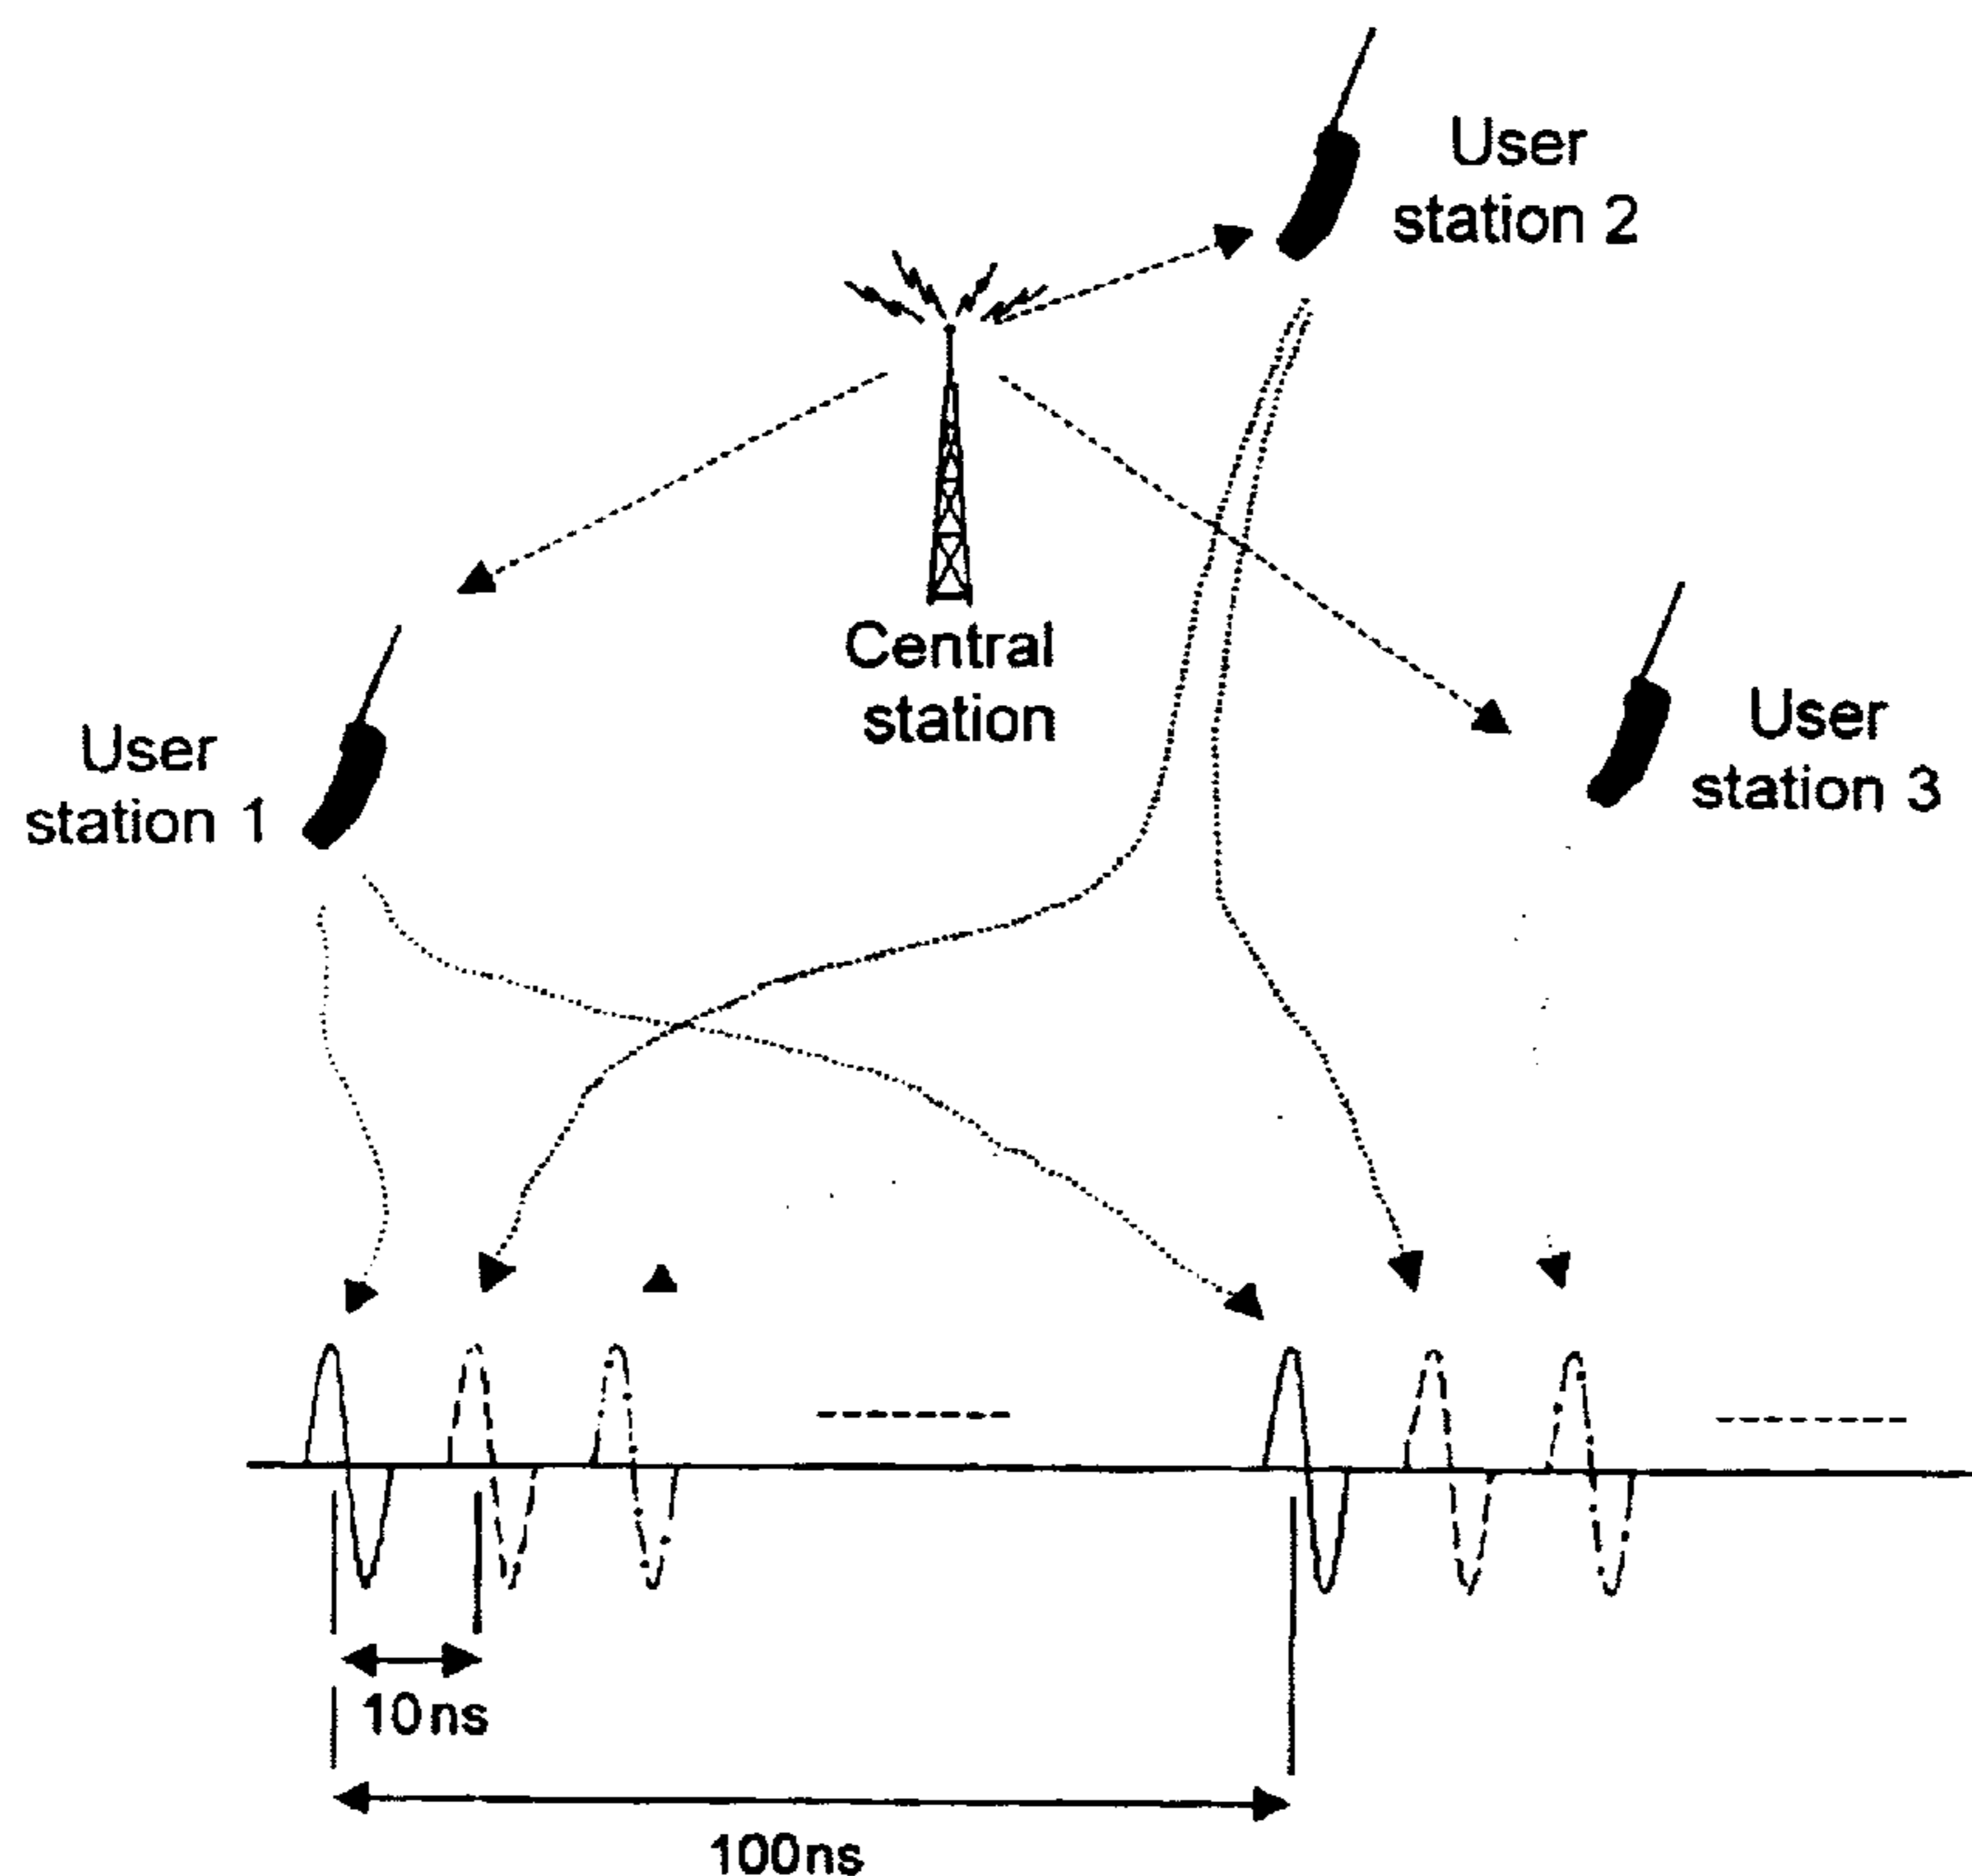 User
station 2
Central
station
User
station 1
User
station 3
10ns
100ns